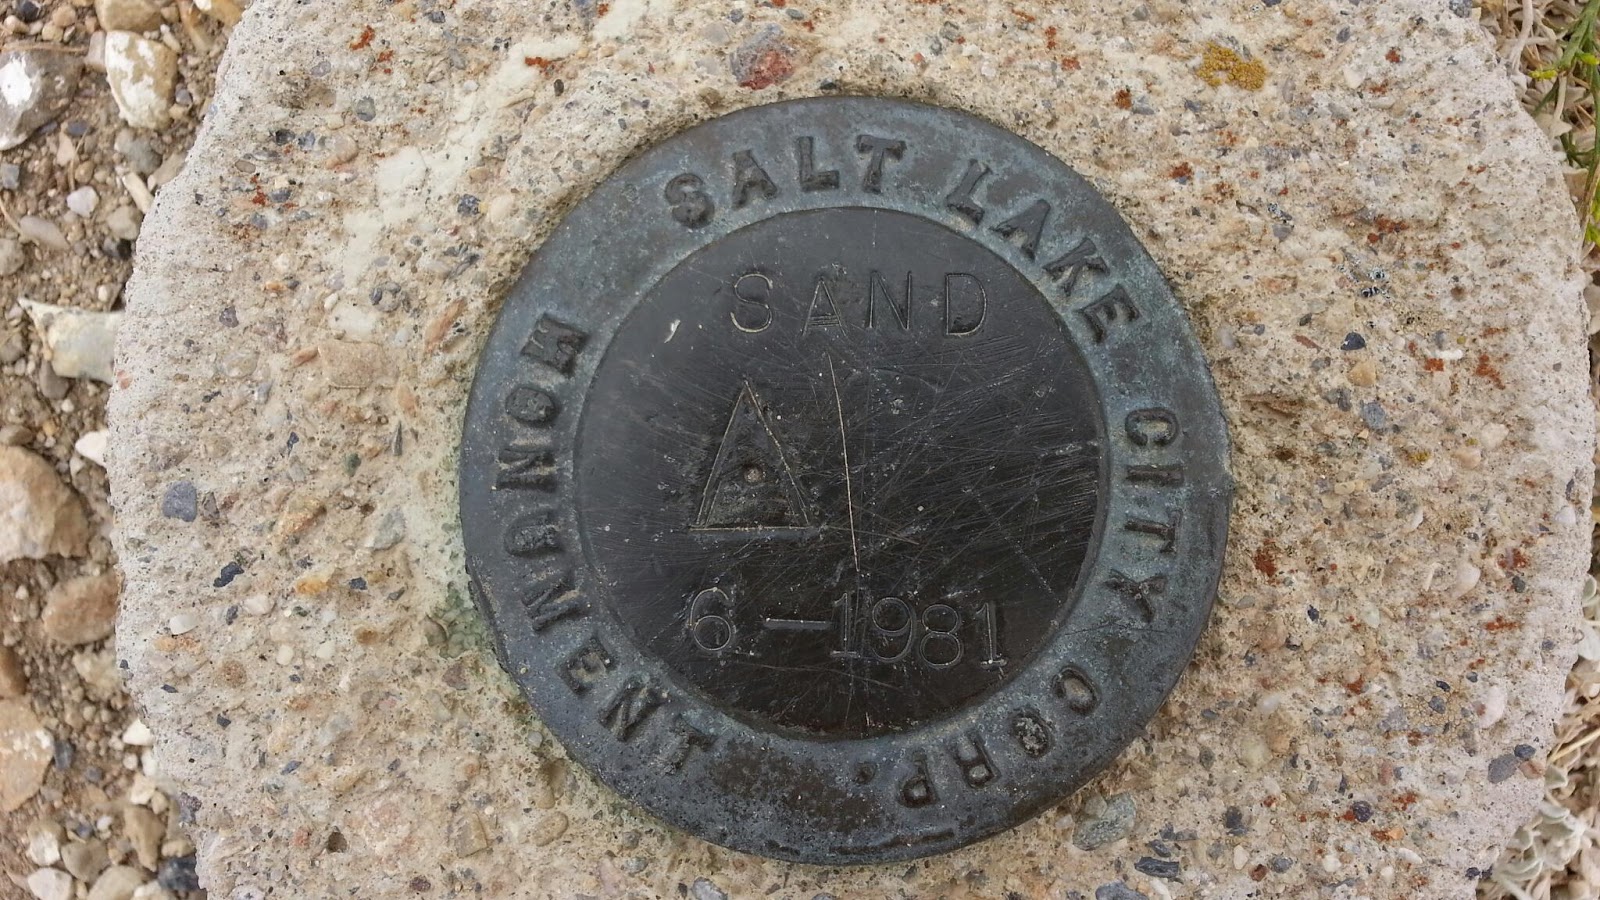 SALT LAKE CITY CORP.
MONUMENT
SAND
6-1981